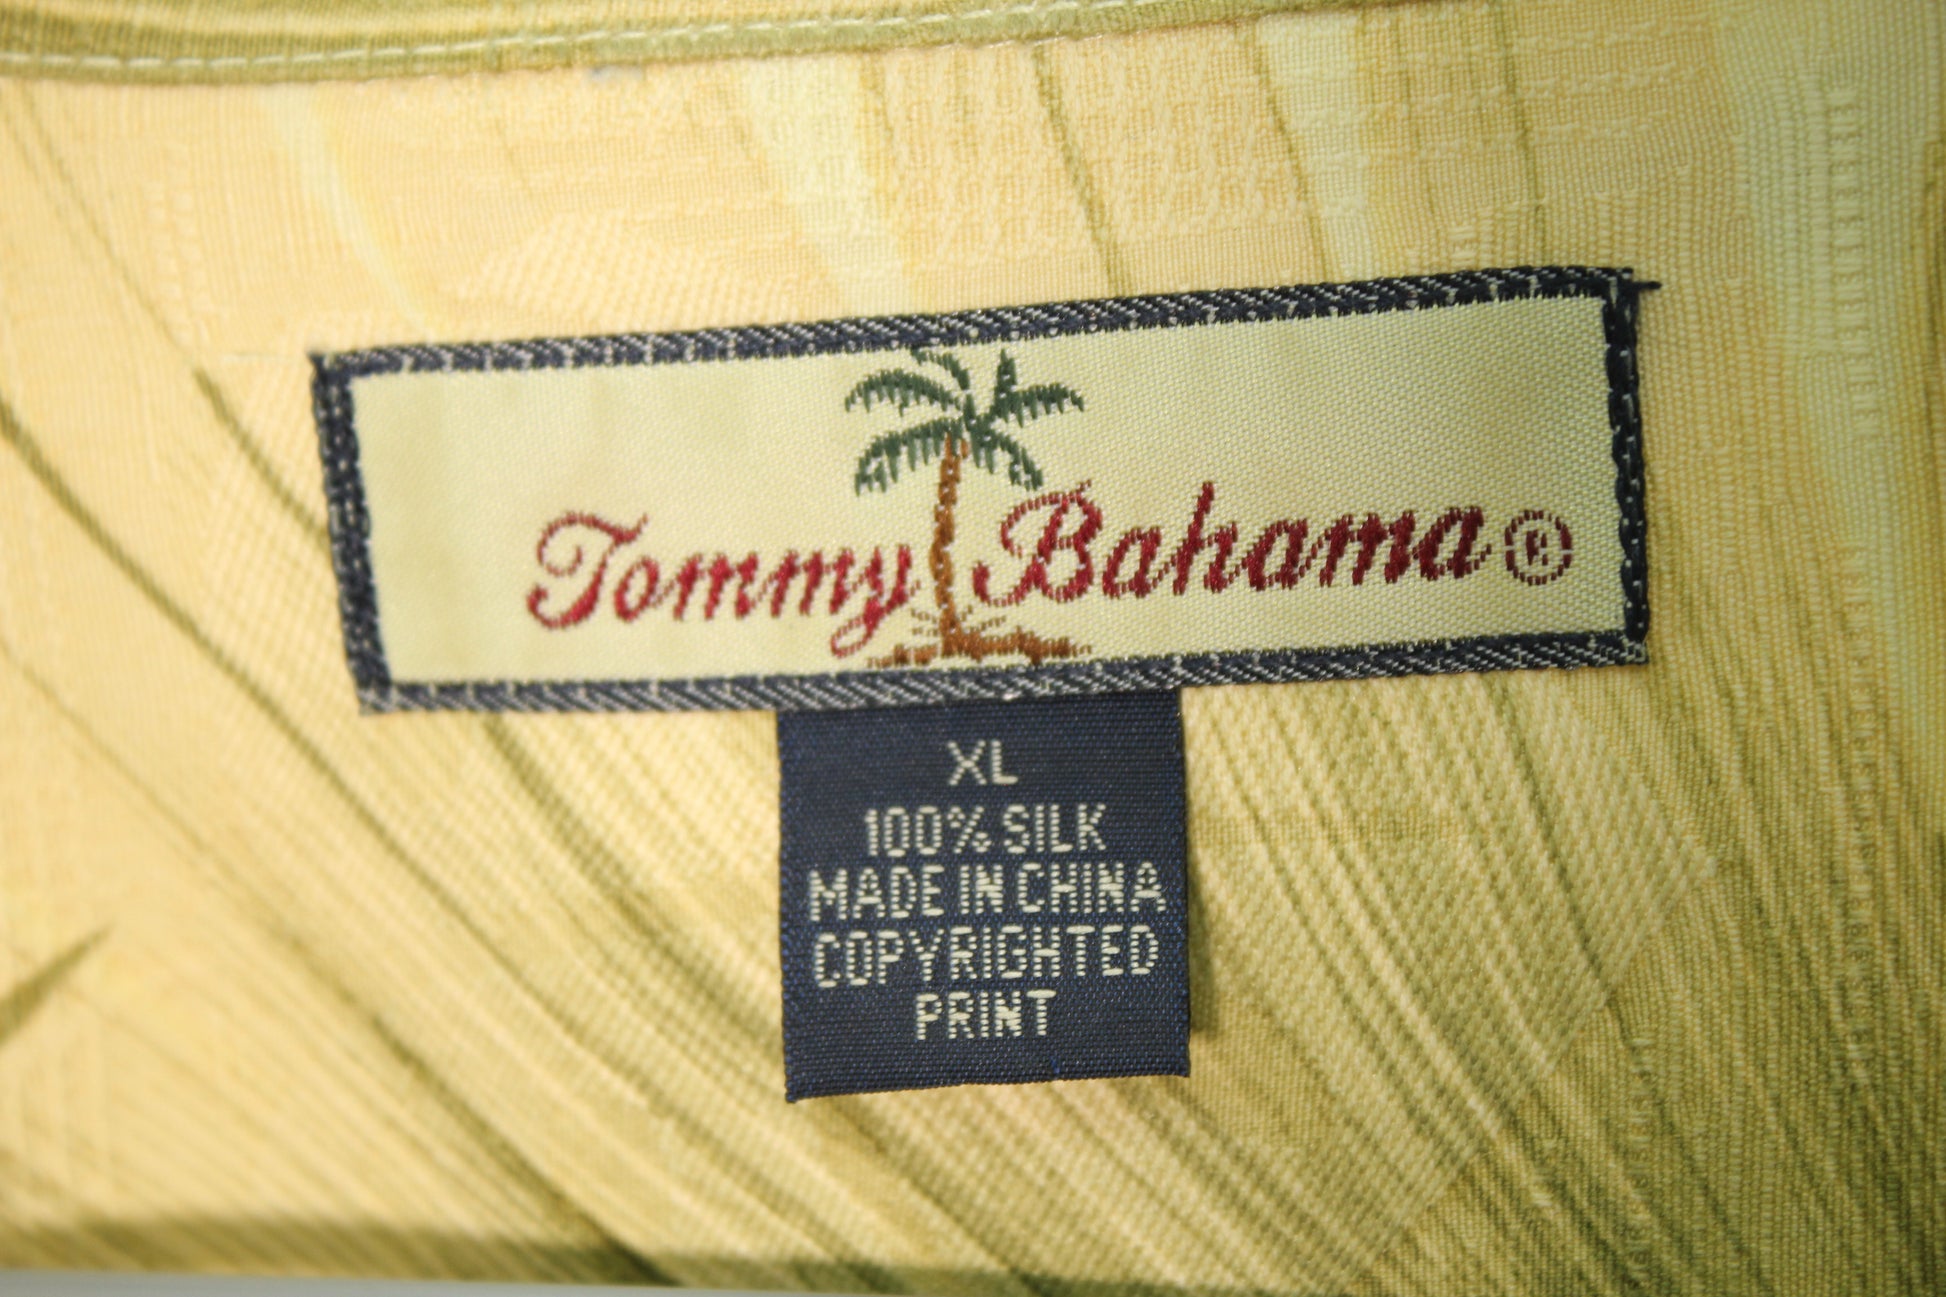 Tommy Bahama®
XL
100% SILK
MADE IN CHINA
COPYRIGHTED
PRINT